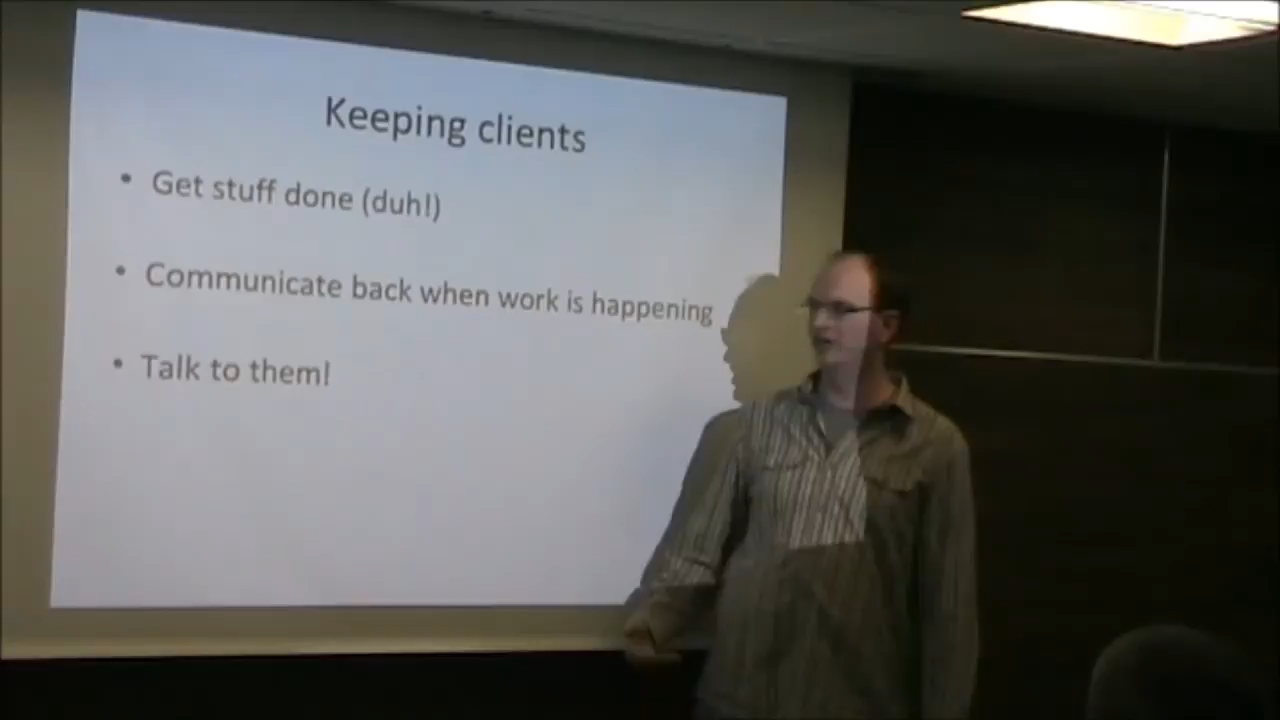 Keeping clients
• Get stuff done (duh!)
• Communicate back when work is happening
• Talk to them!